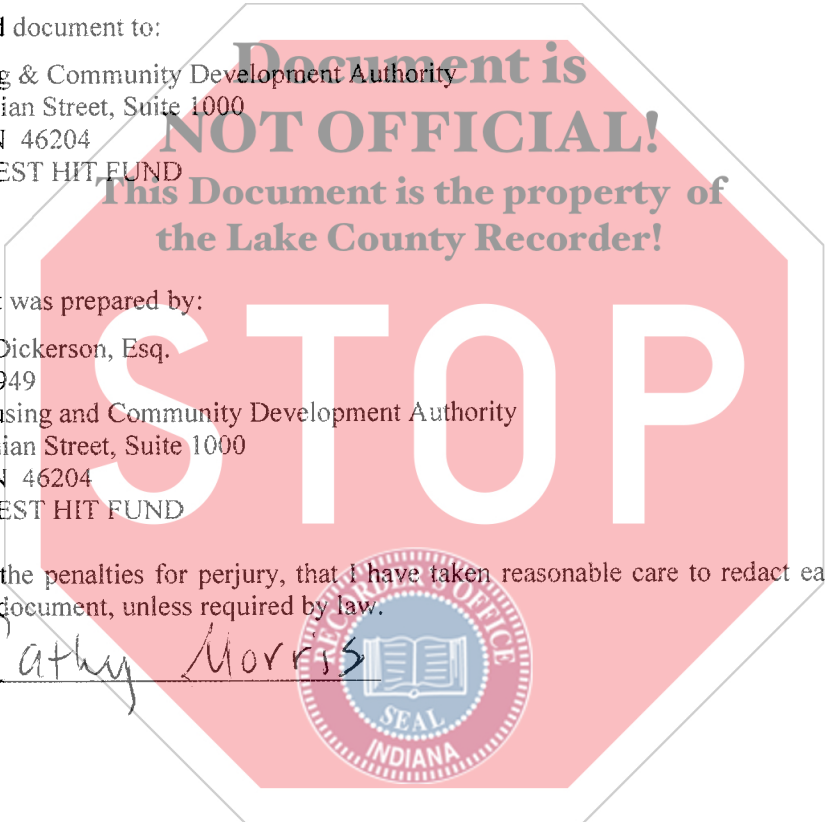 d document to:
g & Community Development Authority
ian Street, Suite 1000
N 46204
EST HIT FUND
Document is
NOT OFFICIAL!
This Document is the property of
the Lake County Recorder!
t was prepared by:
Dickerson, Esq.
949
using and Community Development Authority
ian Street, Suite 1000
N 46204
EST HIT FUND
STOP
the penalties for perjury, that I have taken reasonable care to redact ea
document, unless required by law.
Cathy Morris
RECORDER'S OFFICE
SEAL
INDIANA